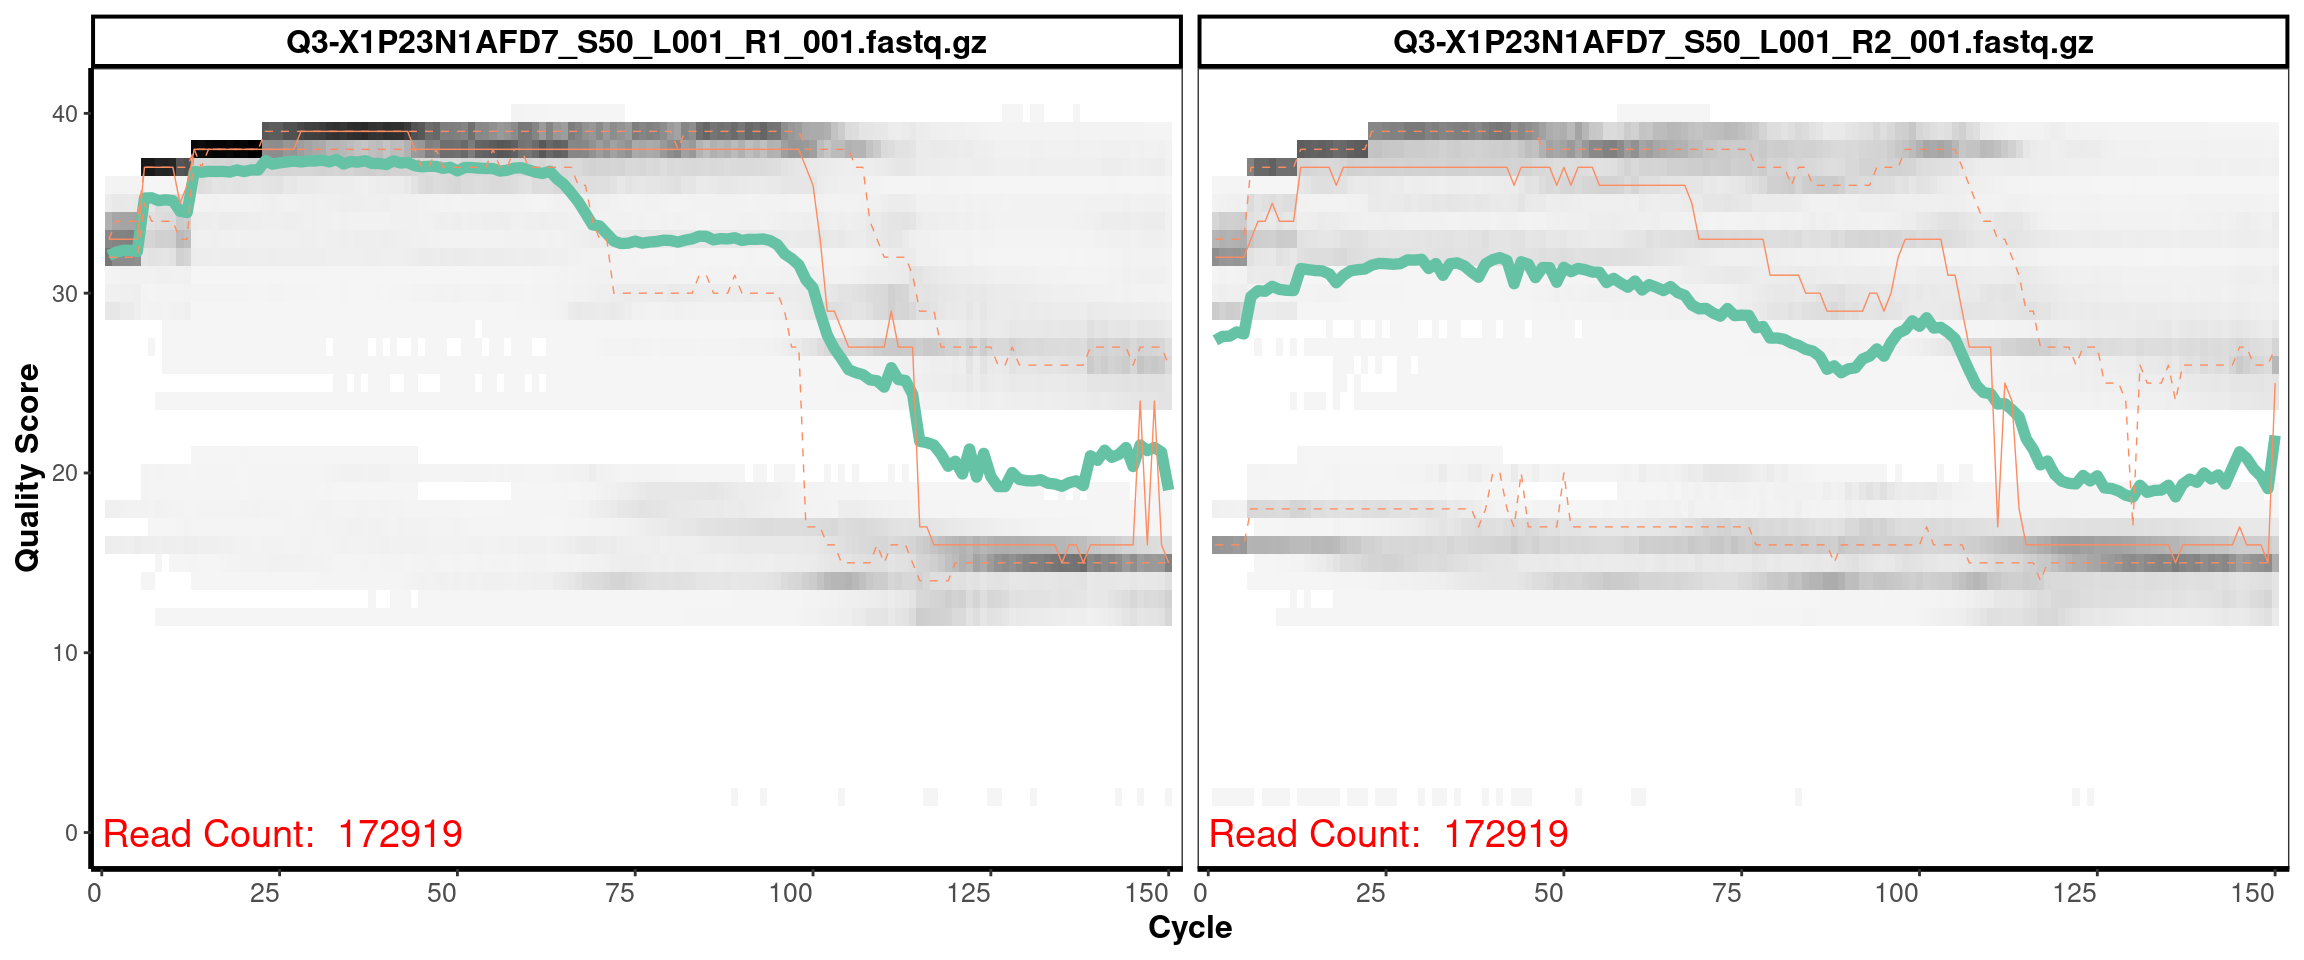 Q3-X1P23N1AFD7_S50_L001_R1_001.fastq.gz
Q3-X1P23N1AFD7_S50_L001_R2_001.fastq.gz
Quality Score
40
30
20
10
0
Read Count: 172919
Read Count: 172919
0 25 50 75 100 125 150
0 25 50 75 100 125 150
Cycle